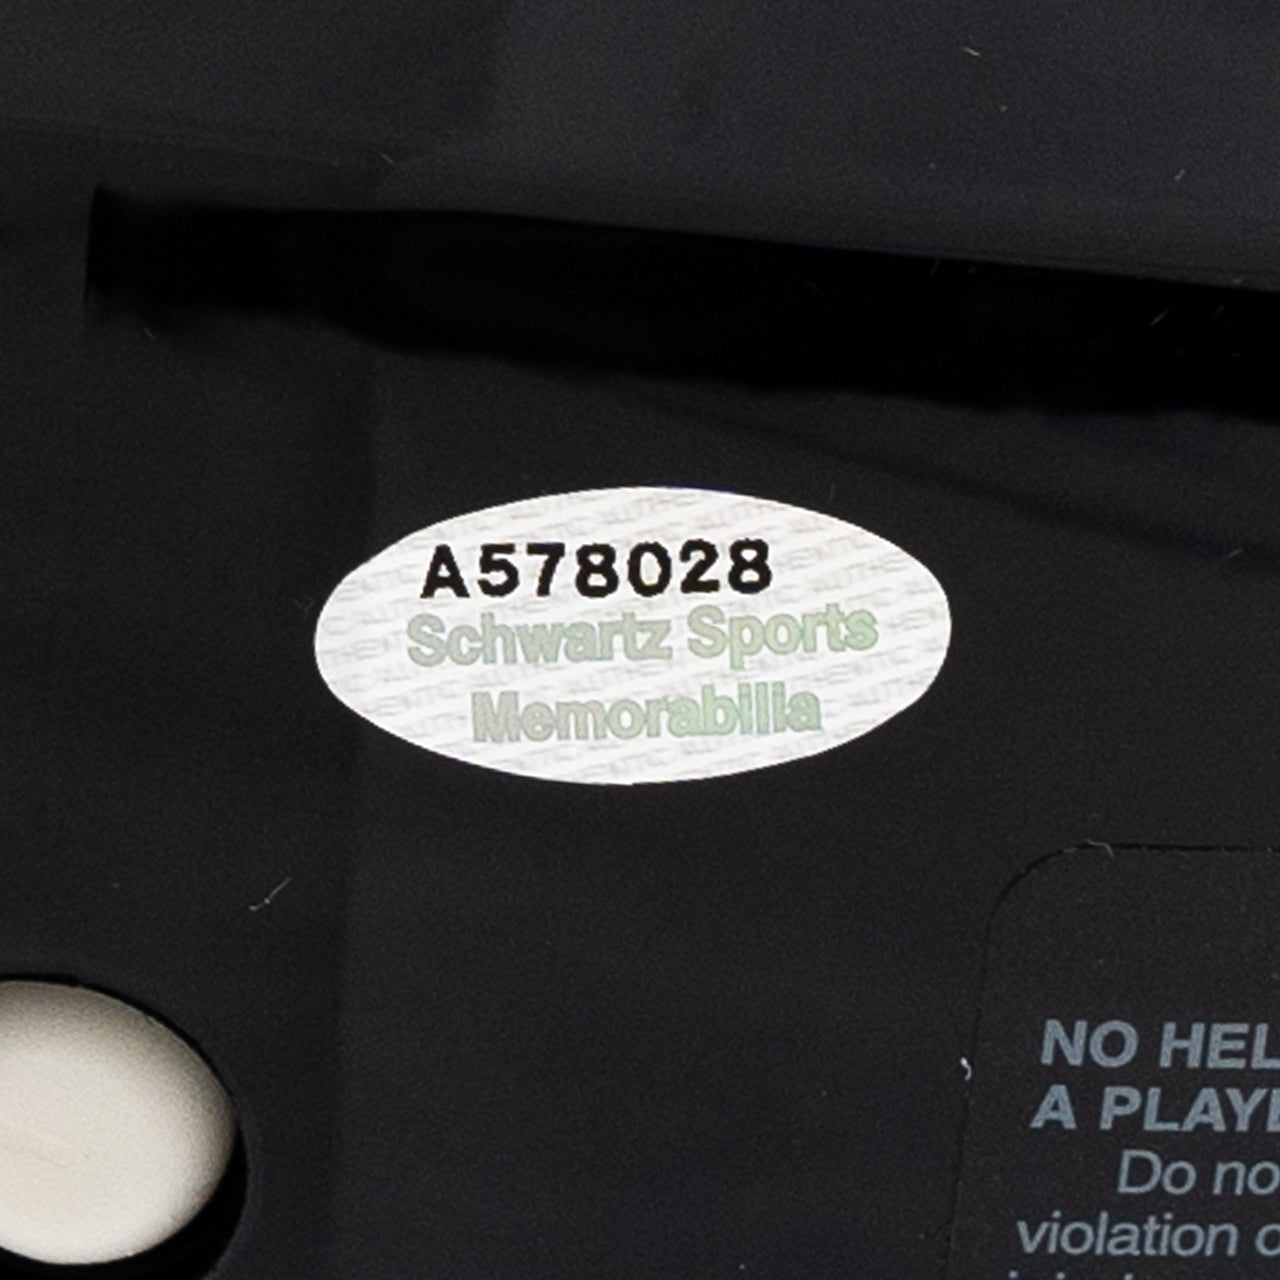 A578028
Schwartz Sports
Memorabilia
NO HEL
A PLAYE
Do no
violation o